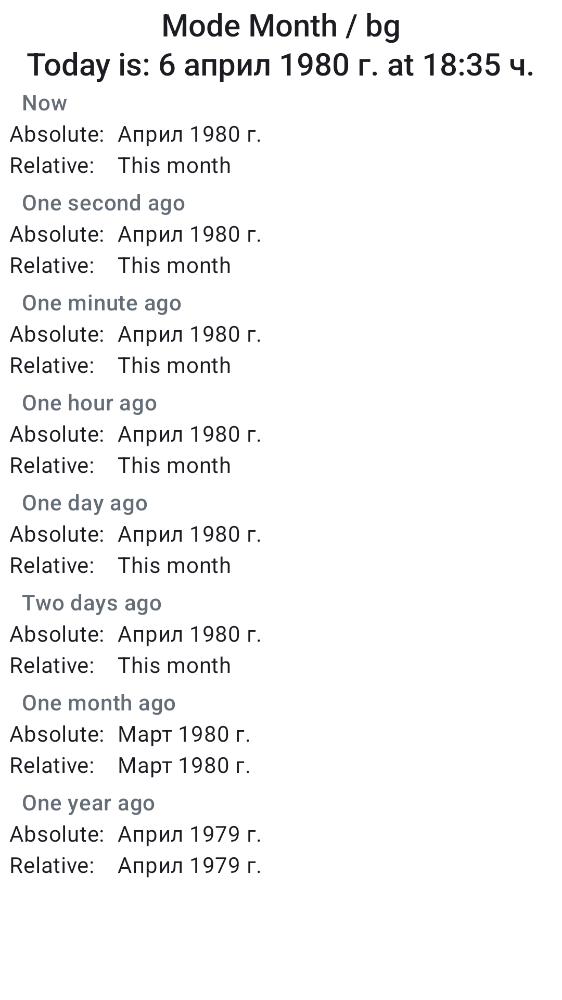 Mode Month / bg
Today is: 6 април 1980 г. at 18:35 ч.
Now
Absolute: Април 1980 г.
Relative: This month
One second ago
Absolute: Април 1980 г.
Relative: This month
One minute ago
Absolute: Април 1980 г.
Relative: This month
One hour ago
Absolute: Април 1980 г.
Relative: This month
One day ago
Absolute: Април 1980 г.
Relative: This month
Two days ago
Absolute: Април 1980 г.
Relative: This month
One month ago
Absolute: Март 1980 г.
Relative: Март 1980 г.
One year ago
Absolute: Април 1979 г.
Relative: Април 1979 г.